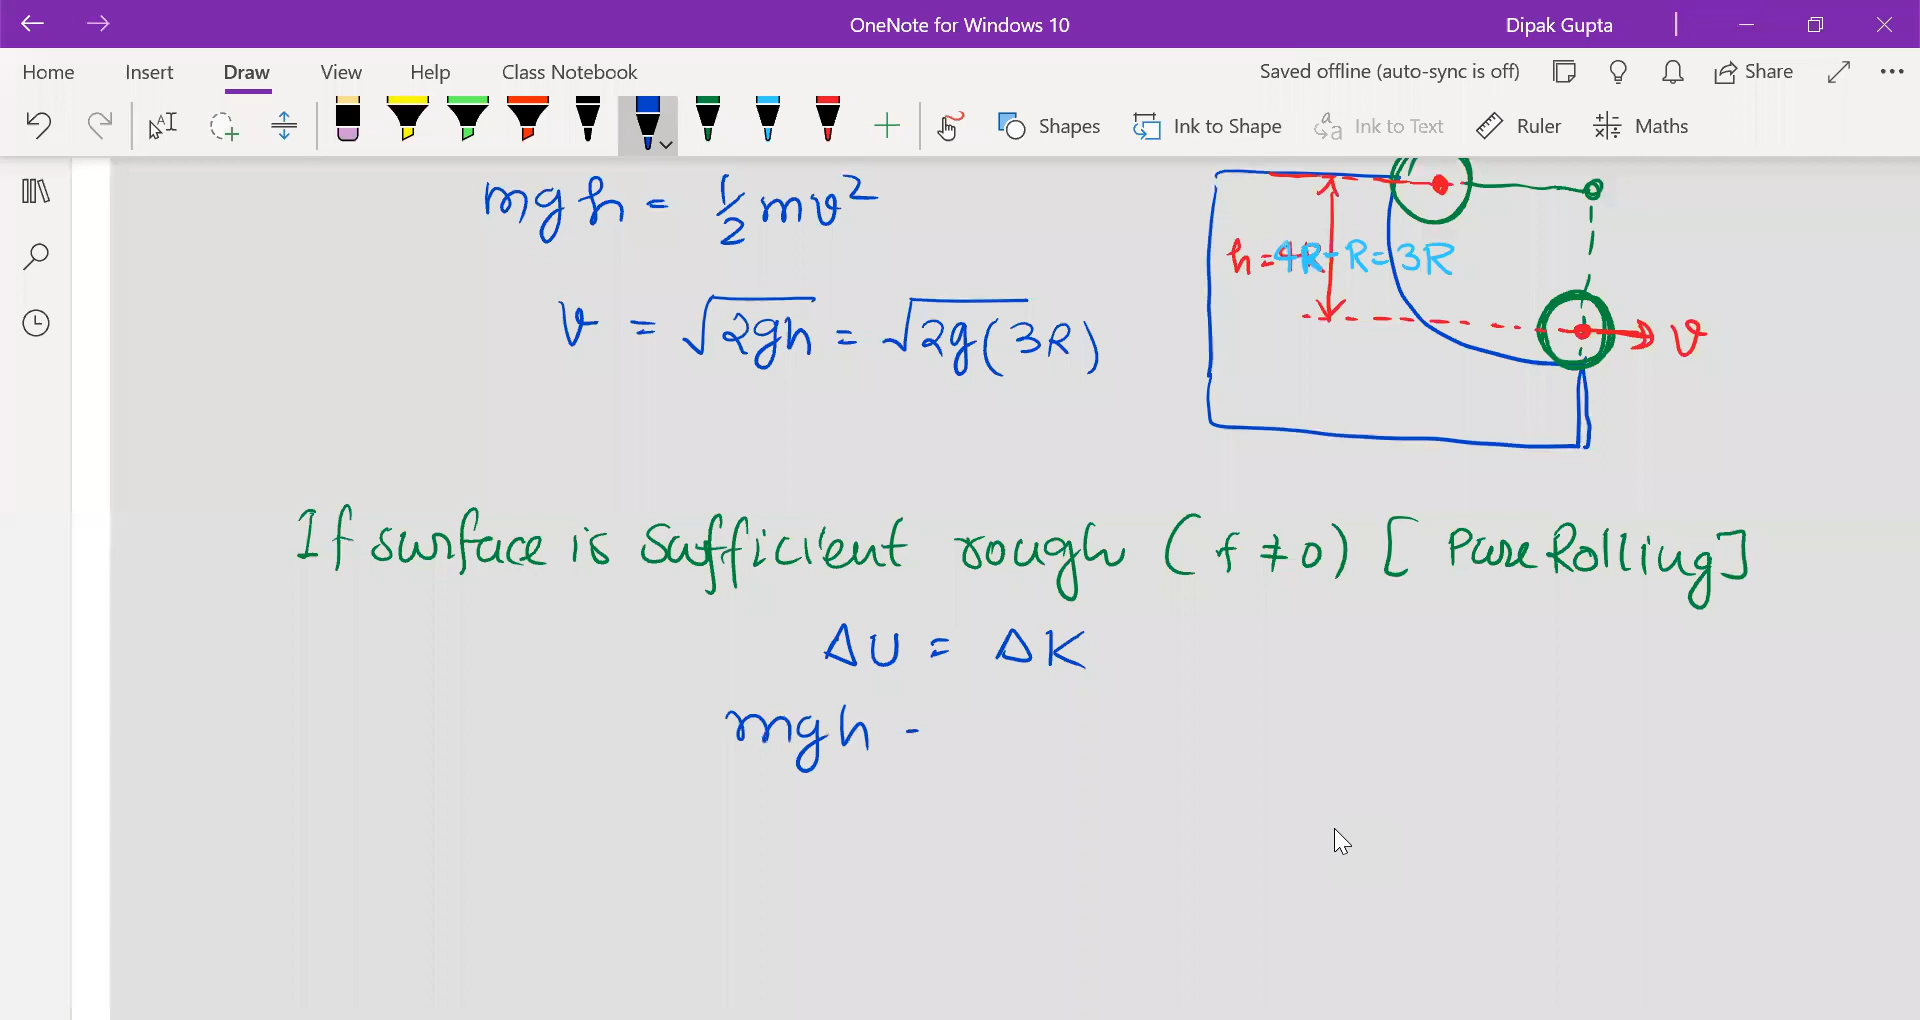 OneNote for Windows 10
Dipak Gupta
Home Insert Draw View Help Class Notebook
Saved offline (auto-sync is off)
Share
Shapes
Ink to Shape
Ink to Text
Ruler
Maths
mgh = 1/2 mv²
h = 4R - R = 3R
v = √2gh = √2g(3R)
v
If surface is sufficient rough (f ≠ 0) [Pure Rolling]
ΔU = ΔK
mgh -